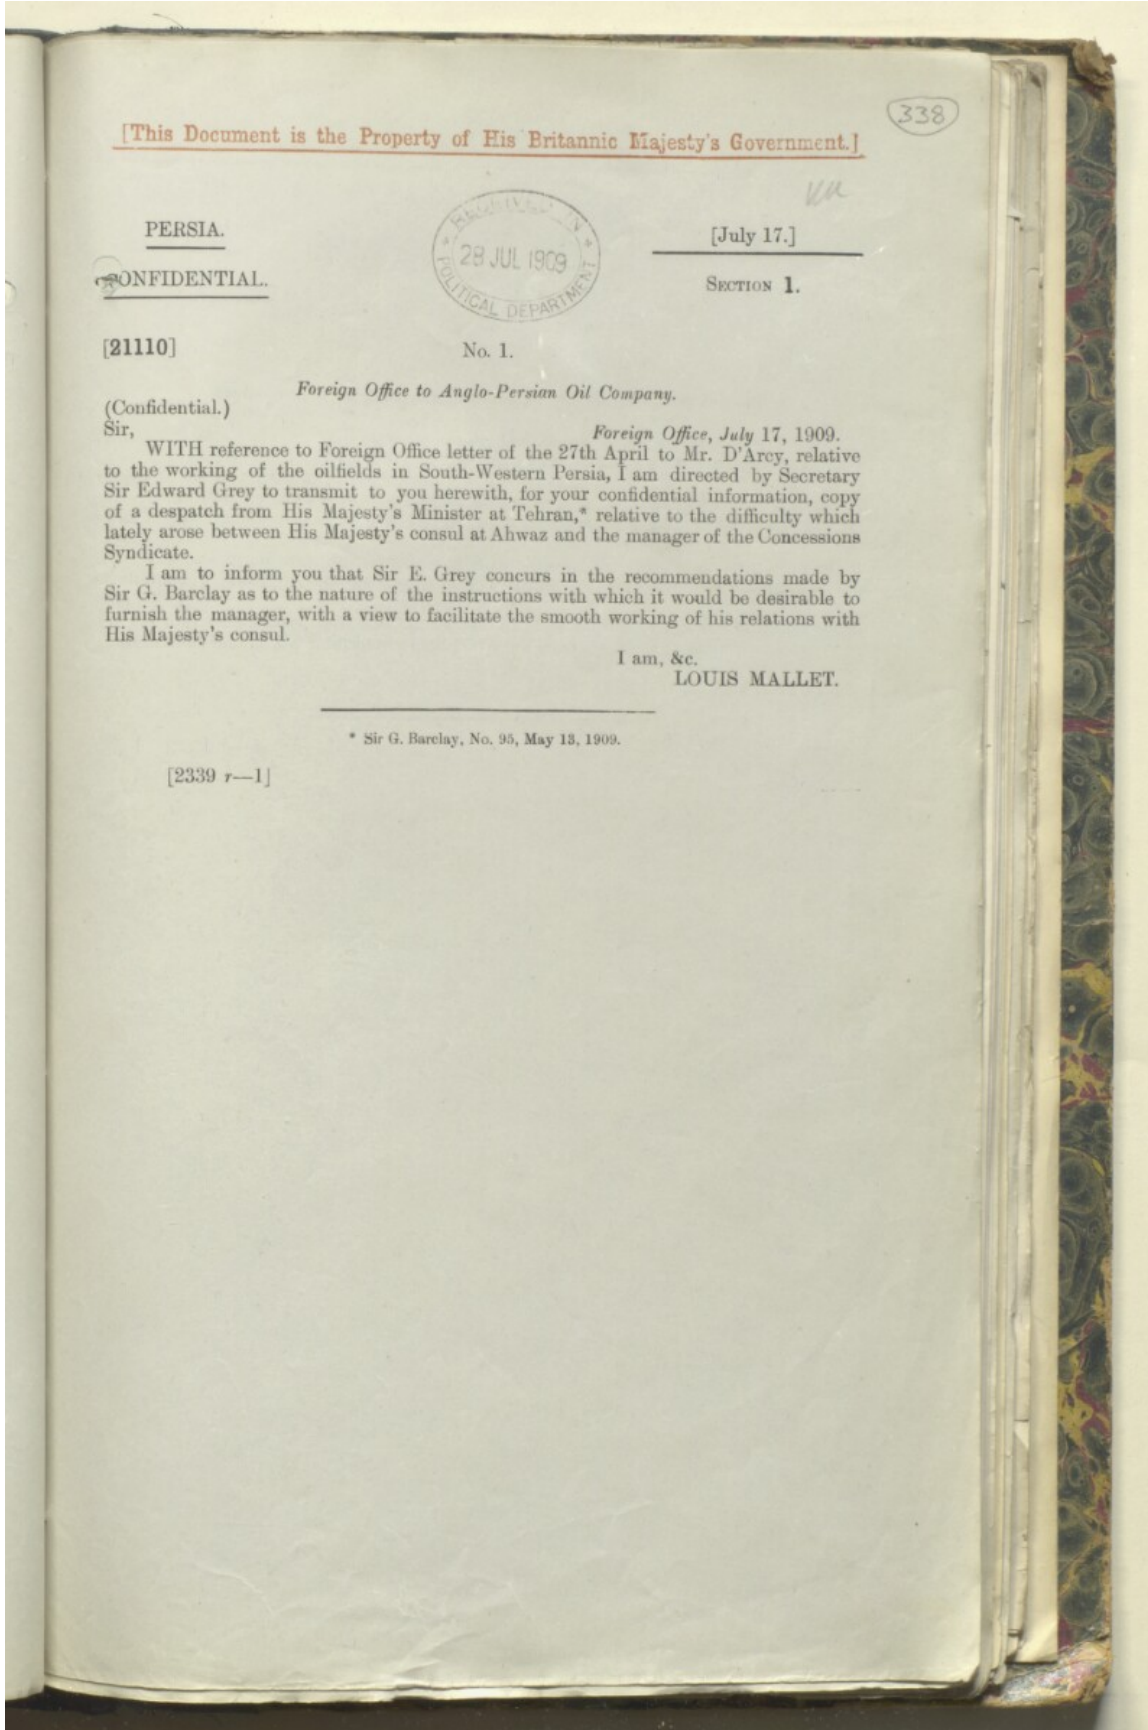 338
[This Document is the Property of His Britannic Majesty's Government.]
PERSIA.
[July 17.]
CONFIDENTIAL.
SECTION 1.
RECEIVED IN
28 JUL 1909
POLITICAL DEPARTMENT
[21110]
No. 1.
Foreign Office to Anglo-Persian Oil Company.
(Confidential.)
Sir,
Foreign Office, July 17, 1909.
WITH reference to Foreign Office letter of the 27th April to Mr. D'Arcy, relative
to the working of the oilfields in South-Western Persia, I am directed by Secretary
Sir Edward Grey to transmit to you herewith, for your confidential information, copy
of a despatch from His Majesty's Minister at Tehran,* relative to the difficulty which
lately arose between His Majesty's consul at Ahwaz and the manager of the Concessions
Syndicate.
I am to inform you that Sir E. Grey concurs in the recommendations made by
Sir G. Barclay as to the nature of the instructions with which it would be desirable to
furnish the manager, with a view to facilitate the smooth working of his relations with
His Majesty's consul.
I am, &c.
LOUIS MALLET.
* Sir G. Barclay, No. 95, May 13, 1909.
[2339 r—1]